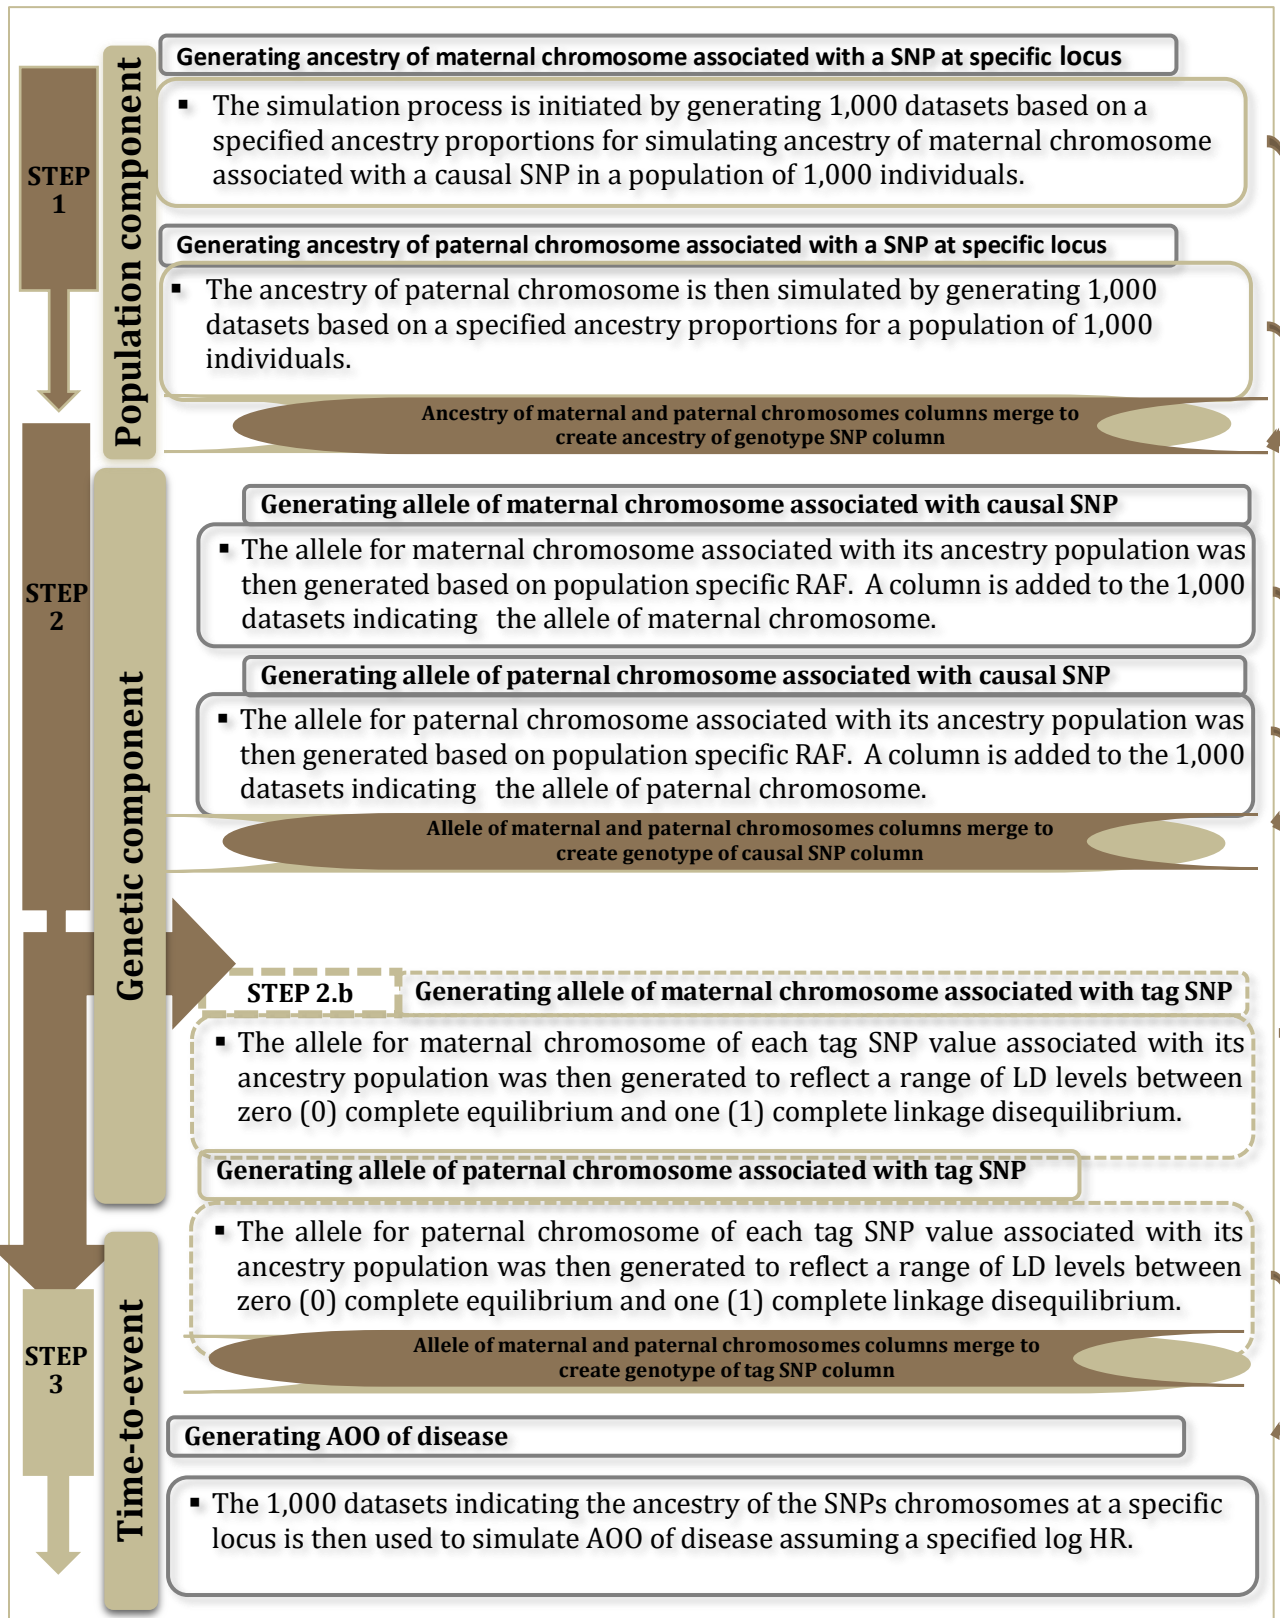 Generating ancestry of maternal chromosome associated with a SNP at specific locus
▪ The simulation process is initiated by generating 1,000 datasets based on a
specified ancestry proportions for simulating ancestry of maternal chromosome
associated with a causal SNP in a population of 1,000 individuals.
STEP
1
Population component
Generating ancestry of paternal chromosome associated with a SNP at specific locus
▪ The ancestry of paternal chromosome is then simulated by generating 1,000
datasets based on a specified ancestry proportions for a population of 1,000
individuals.
Ancestry of maternal and paternal chromosomes columns merge to
create ancestry of genotype SNP column
STEP
2
Genetic component
Generating allele of maternal chromosome associated with causal SNP
▪ The allele for maternal chromosome associated with its ancestry population was
then generated based on population specific RAF. A column is added to the 1,000
datasets indicating the allele of maternal chromosome.
Generating allele of paternal chromosome associated with causal SNP
▪ The allele for paternal chromosome associated with its ancestry population was
then generated based on population specific RAF. A column is added to the 1,000
datasets indicating the allele of paternal chromosome.
Allele of maternal and paternal chromosomes columns merge to
create genotype of causal SNP column
STEP 2.b
Generating allele of maternal chromosome associated with tag SNP
▪ The allele for maternal chromosome of each tag SNP value associated with its
ancestry population was then generated to reflect a range of LD levels between
zero (0) complete equilibrium and one (1) complete linkage disequilibrium.
Generating allele of paternal chromosome associated with tag SNP
▪ The allele for paternal chromosome of each tag SNP value associated with its
ancestry population was then generated to reflect a range of LD levels between
zero (0) complete equilibrium and one (1) complete linkage disequilibrium.
Allele of maternal and paternal chromosomes columns merge to
create genotype of tag SNP column
STEP
3
Time-to-event
Generating AOO of disease
▪ The 1,000 datasets indicating the ancestry of the SNPs chromosomes at a specific
locus is then used to simulate AOO of disease assuming a specified log HR.